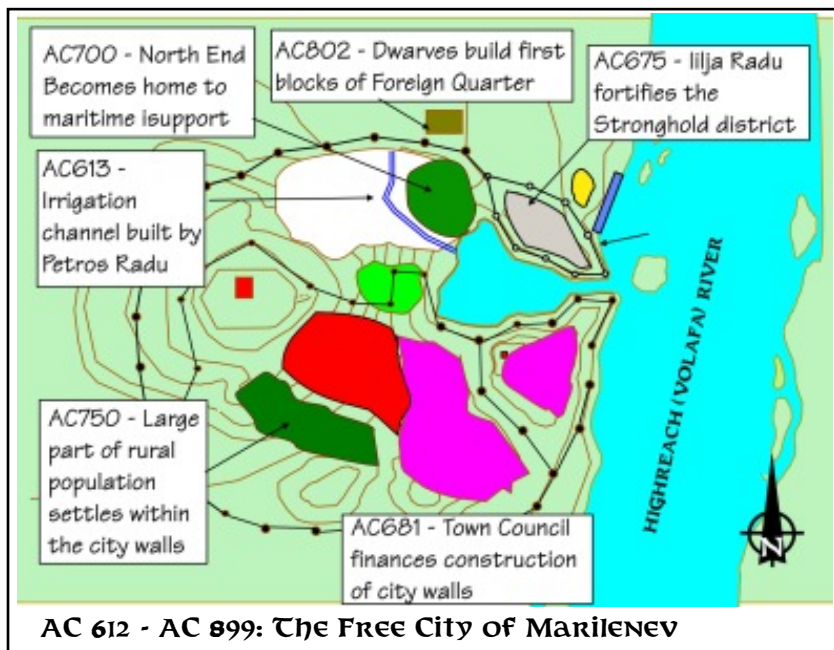 AC700 - North End
Becomes home to
maritime isupport
AC802 - Dwarves build first
blocks of Foreign Quarter
AC675 - Iilja Radu
fortifies the
Stronghold district
AC613 -
Irrigation
channel built by
Petros Radu
HIGHREACH (VOLAFA) RIVER
AC750 - Large
part of rural
population
settles within
the city walls
AC681 - Town Council
finances construction
of city walls
N
AC 612 - AC 899: The Free City of Marilenev